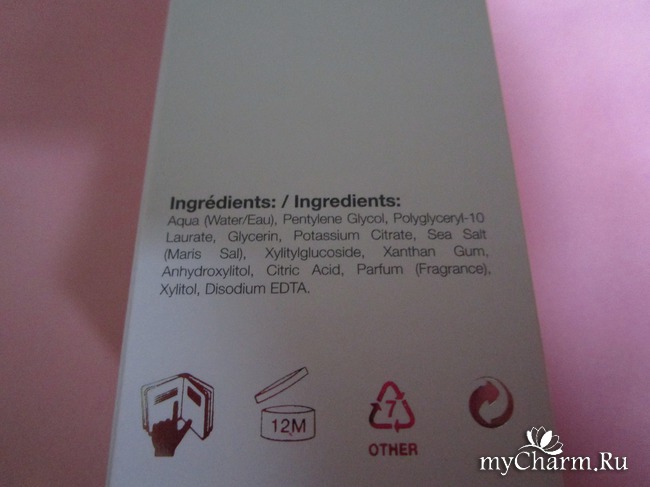 Ingrédients: / Ingredients:
Aqua (Water/Eau), Pentylene Glycol, Polyglyceryl-10
Laurate, Glycerin, Potassium Citrate, Sea Salt
(Maris Sal), Xylitylglucoside, Xanthan Gum,
Anhydroxylitol, Citric Acid, Parfum (Fragrance),
Xylitol, Disodium EDTA.
12M
7
OTHER
myCharm.Ru